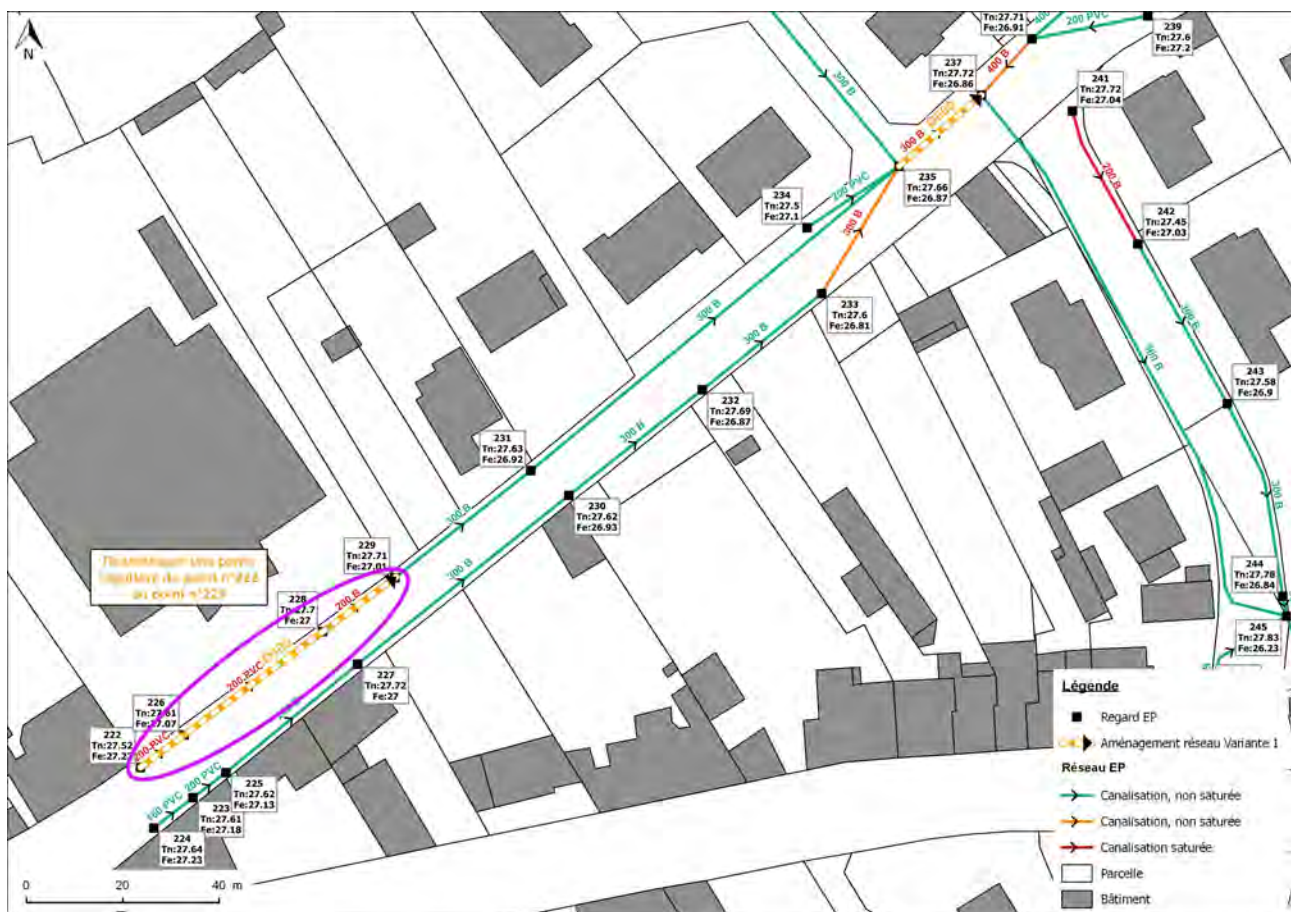 N
Tn:27.71
Fe:26.91
400
200 PVC
239
Tn:27.6
Fe:27.2
237
Tn:27.72
Fe:26.86
400 B
241
Tn:27.72
Fe:27.04
300 B
300 B
200 B
235
Tn:27.66
Fe:26.87
242
Tn:27.45
Fe:27.03
234
Tn:27.5
Fe:27.1
200 PVC
300 B
233
Tn:27.6
Fe:26.81
300 B
300 B
300 B
300 B
243
Tn:27.58
Fe:26.9
232
Tn:27.69
Fe:26.87
231
Tn:27.63
Fe:26.92
300 B
300 B
230
Tn:27.62
Fe:26.93
300 B
229
Tn:27.71
Fe:27.01
300 B
244
Tn:27.78
Fe:26.84
245
Tn:27.83
Fe:26.23
au point n°229
228
Tn:27.7
Fe:27
200 B
200 PVC
227
Tn:27.72
Fe:27
226
Tn:27.61
Fe:27.07
222
Tn:27.52
200 PVC
200 PVC
160 PVC
225
Tn:27.62
Fe:27.13
223
Tn:27.61
Fe:27.18
224
Tn:27.64
Fe:27.23
0 20 40 m
Légende
Regard EP
Aménagement réseau Variante 1
Réseau EP
Canalisation, non saturée
Canalisation, non saturée
Canalisation saturée
Parcelle
Bâtiment